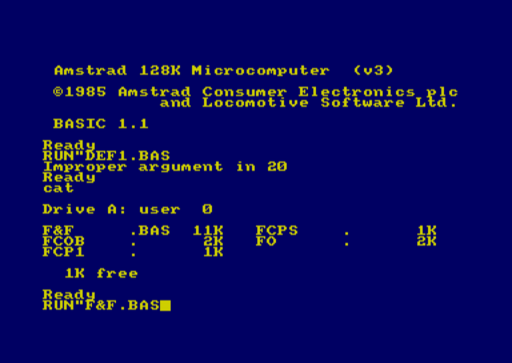 Amstrad 128K Microcomputer (v3)
©1985 Amstrad Consumer Electronics plc
and Locomotive Software Ltd.
BASIC 1.1
Ready
RUN"DEF1.BAS
Improper argument in 20
Ready
cat
Drive A: user 0
F&F .BAS 11K FCPS . 1K
FCOB . 2K FO . 2K
FCP1 . 1K
1K free
Ready
RUN"F&F.BAS